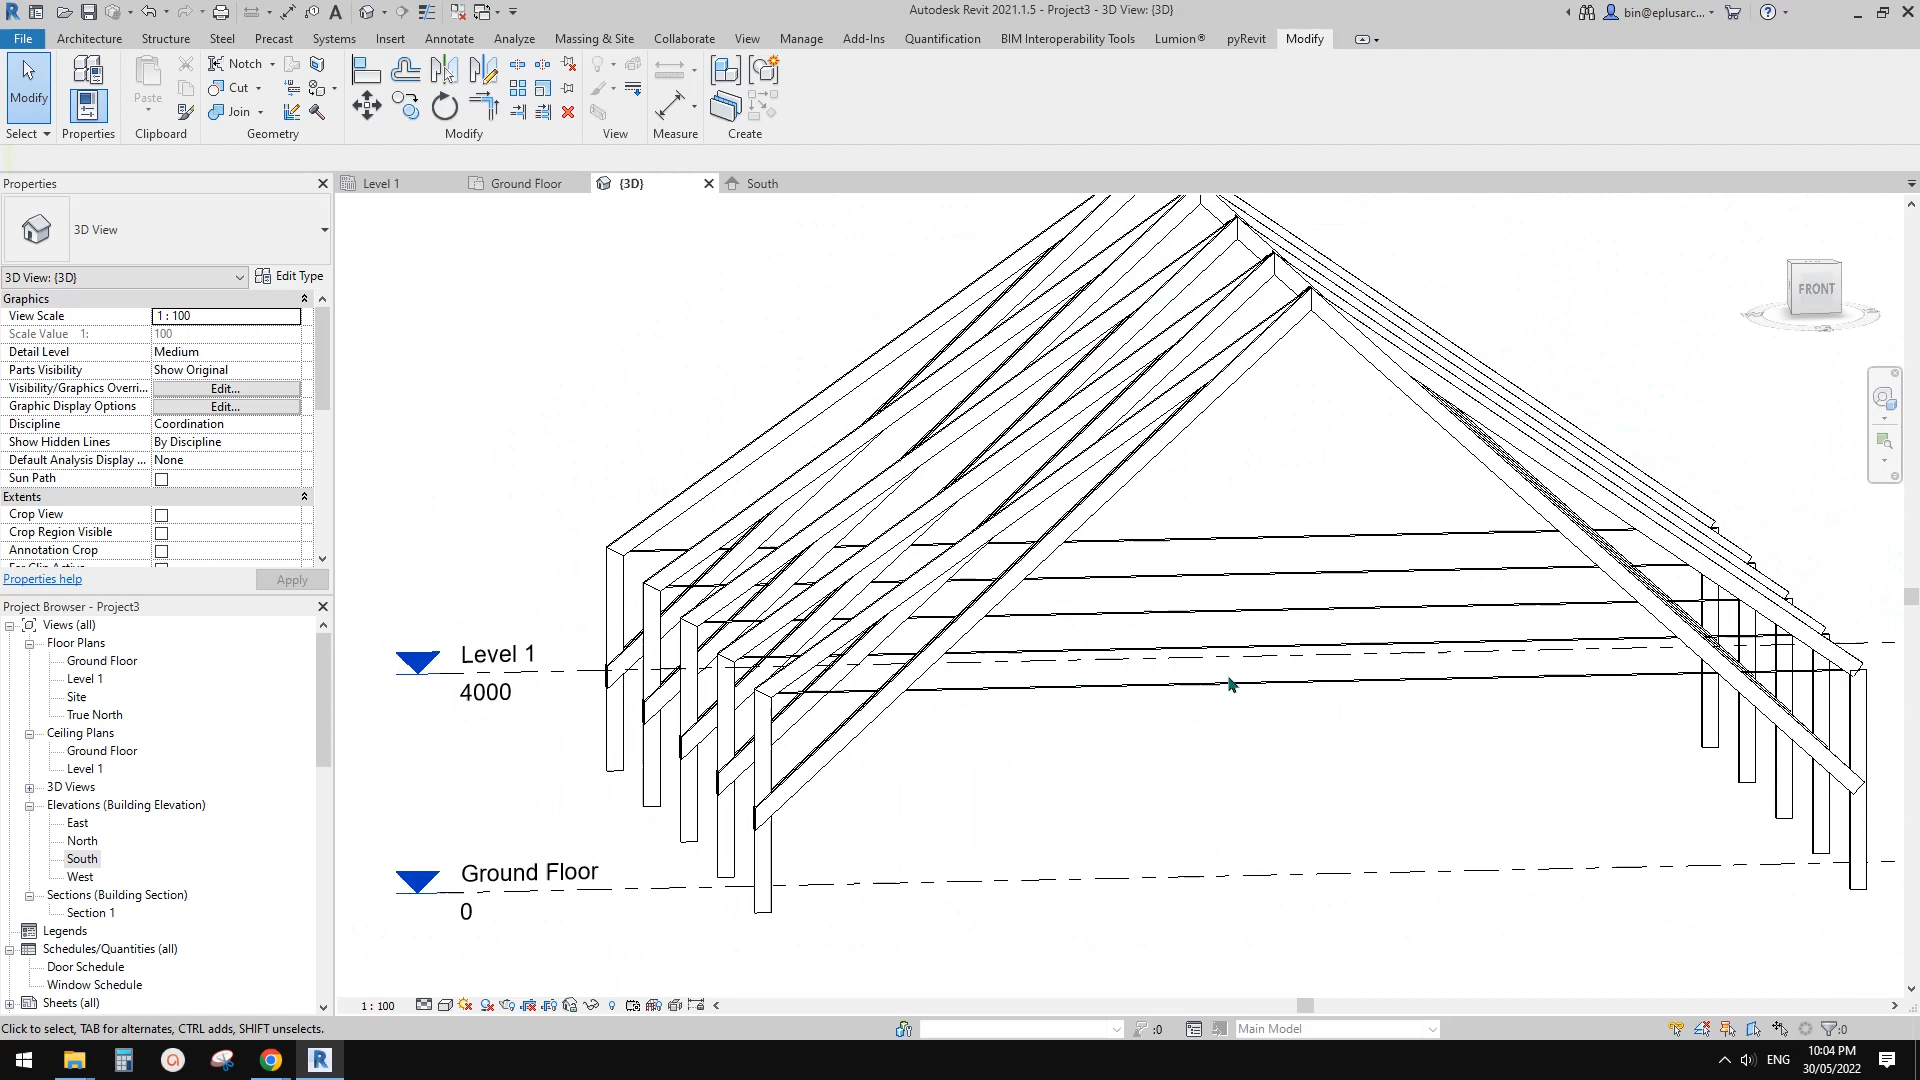 Autodesk Revit 2021.1.5 - Project3 - 3D View: {3D}
bin@eplusarc...
File Architecture Structure Steel Precast Systems Insert Annotate Analyze Massing & Site Collaborate View Manage Add-Ins Quantification BIM Interoperability Tools Lumion® pyRevit Modify
Modify
Paste
Notch
Cut
Join
Select Properties Clipboard Geometry Modify View Measure Create
Properties
Level 1
Ground Floor
{3D}
South
3D View
3D View: {3D}
Edit Type
Graphics
View Scale 1 : 100
Scale Value 1: 100
Detail Level Medium
Parts Visibility Show Original
Visibility/Graphics Overri... Edit...
Graphic Display Options Edit...
Discipline Coordination
Show Hidden Lines By Discipline
Default Analysis Display ... None
Sun Path
Extents
Crop View
Crop Region Visible
Annotation Crop
Properties help
Apply
Project Browser - Project3
Views (all)
Floor Plans
Ground Floor
Level 1
Site
True North
Ceiling Plans
Ground Floor
Level 1
3D Views
Elevations (Building Elevation)
East
North
South
West
Sections (Building Section)
Section 1
Legends
Schedules/Quantities (all)
Door Schedule
Window Schedule
Sheets (all)
FRONT
Level 1
4000
Ground Floor
0
1 : 100
Click to select, TAB for alternates, CTRL adds, SHIFT unselects.
:0
Main Model
:0
ENG
10:04 PM
30/05/2022